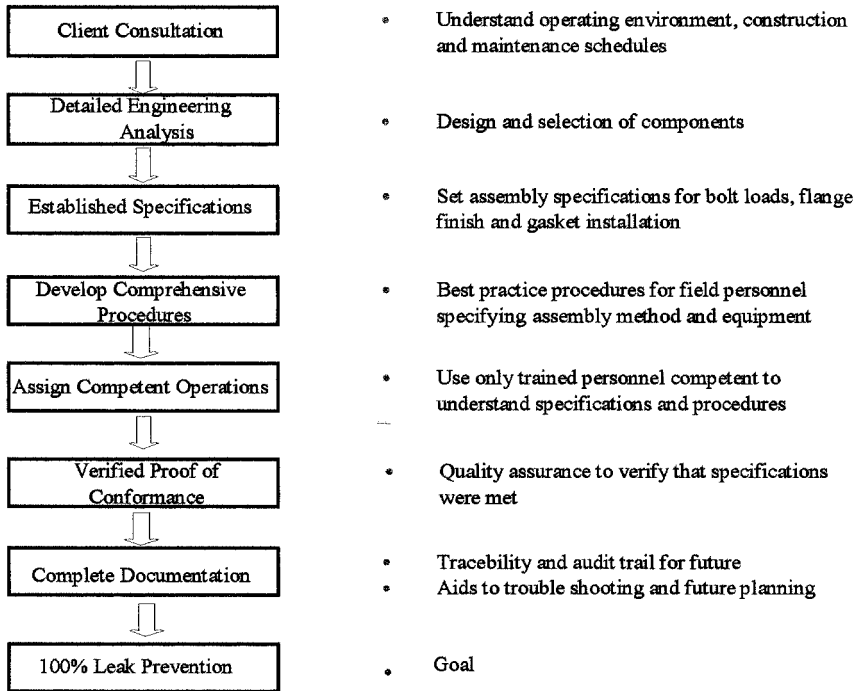 Client Consultation
• Understand operating environment, construction
and maintenance schedules
Detailed Engineering
Analysis
• Design and selection of components
Established Specifications
• Set assembly specifications for bolt loads, flange
finish and gasket installation
Develop Comprehensive
Procedures
• Best practice procedures for field personnel
specifying assembly method and equipment
Assign Competent Operations
• Use only trained personnel competent to
understand specifications and procedures
Verified Proof of
Conformance
• Quality assurance to verify that specifications
were met
Complete Documentation
• Tracebility and audit trail for future
• Aids to trouble shooting and future planning
100% Leak Prevention
• Goal